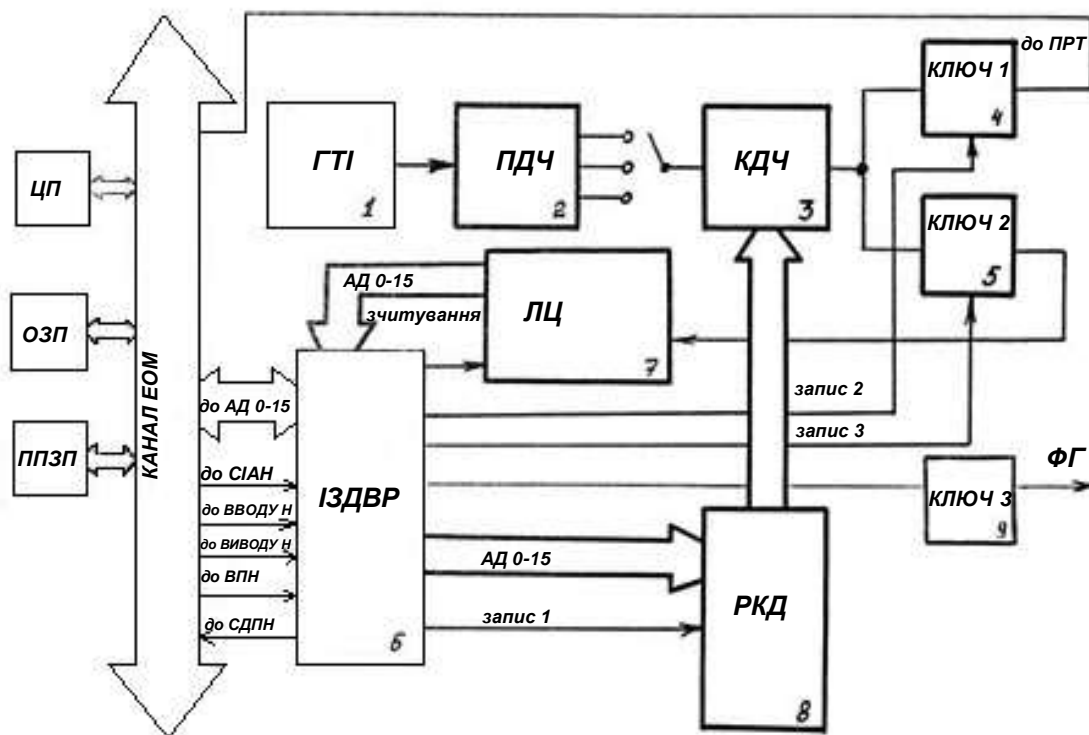 до ПРТ
КЛЮЧ 1
4
ГТІ
1
ПДЧ
2
КДЧ
3
ЦП
КЛЮЧ 2
5
АД 0-15
зчитування
ЛЦ
7
ОЗП
КАНАЛ ЕОМ
до АД 0-15
запис 2
запис 3
ППЗП
ФГ
до СІАН
ІЗДВР
КЛЮЧ 3
9
до ВВОДУ Н
до ВИВОДУ Н
АД 0-15
до ВПН
РКД
запис 1
до СДПН
6
8